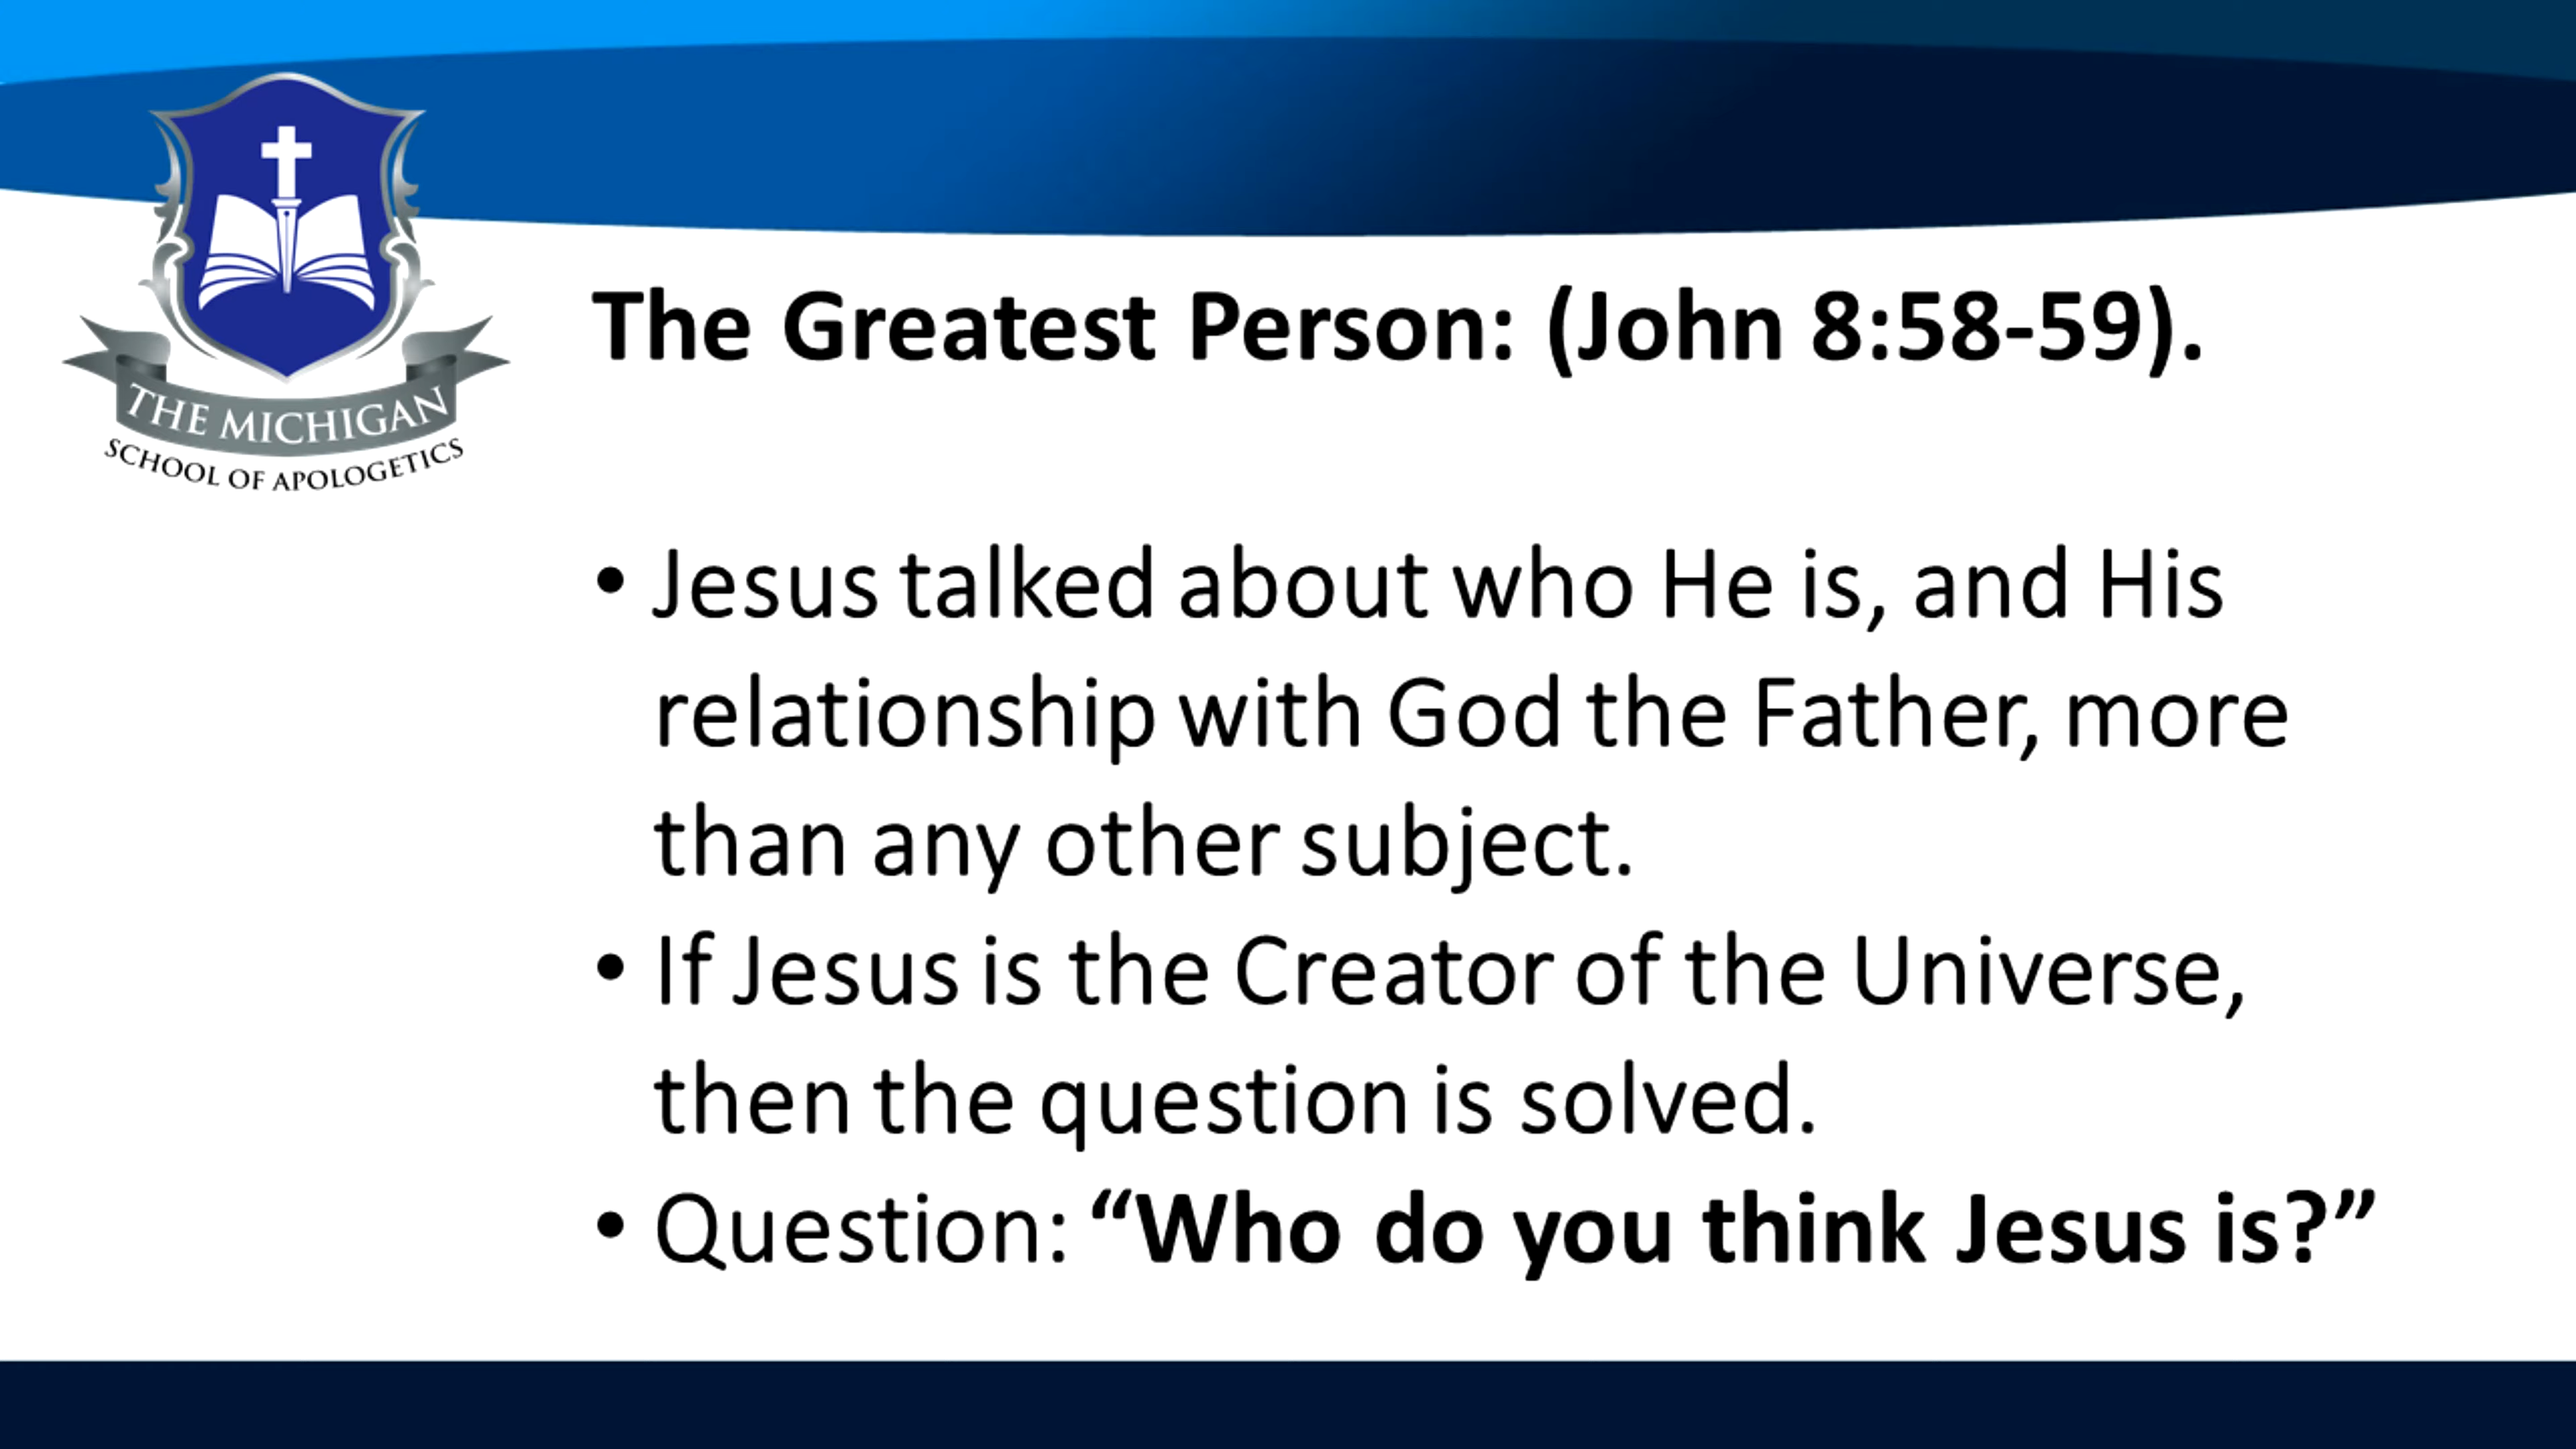 THE MICHIGAN
SCHOOL OF APOLOGETICS
The Greatest Person: (John 8:58-59).
• Jesus talked about who He is, and His
relationship with God the Father, more
than any other subject.
• If Jesus is the Creator of the Universe,
then the question is solved.
• Question: “Who do you think Jesus is?”